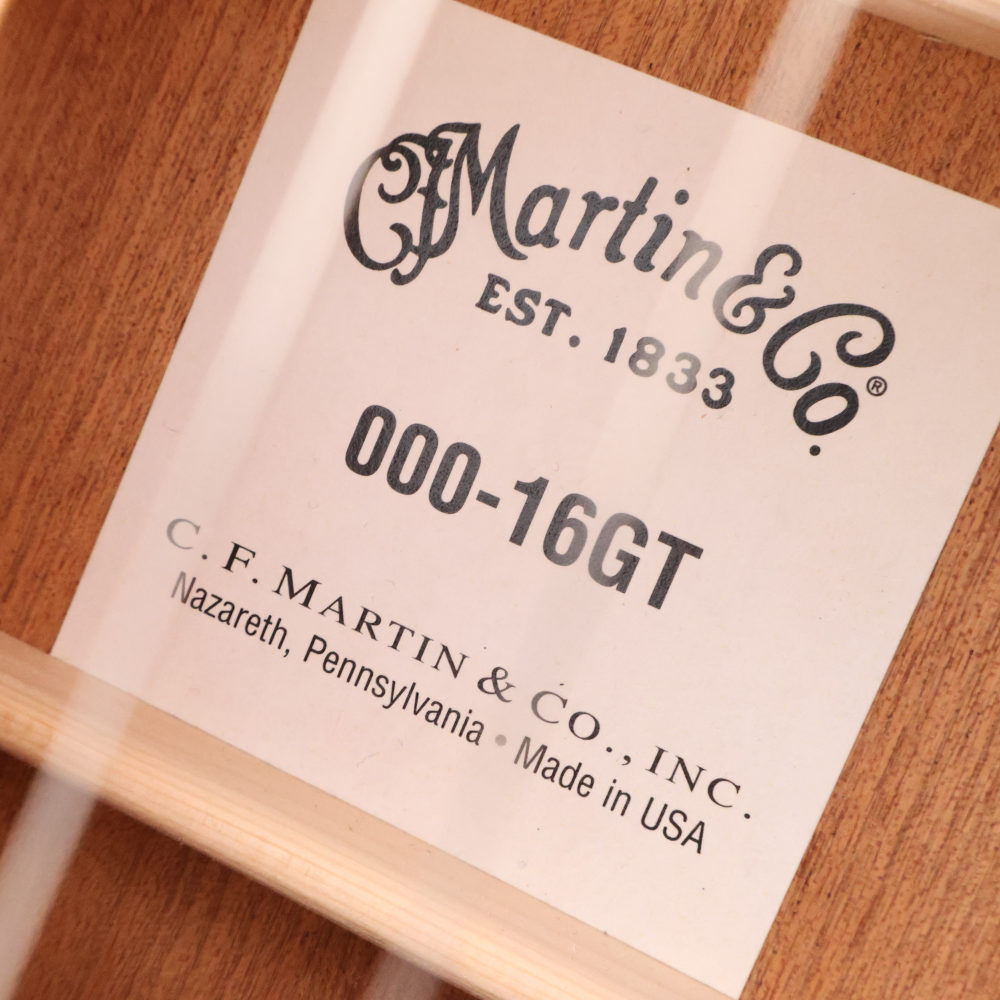 CFMartin & Co.®
EST. 1833
000-16GT
C. F. MARTIN & CO., INC.
Nazareth, Pennsylvania • Made in USA